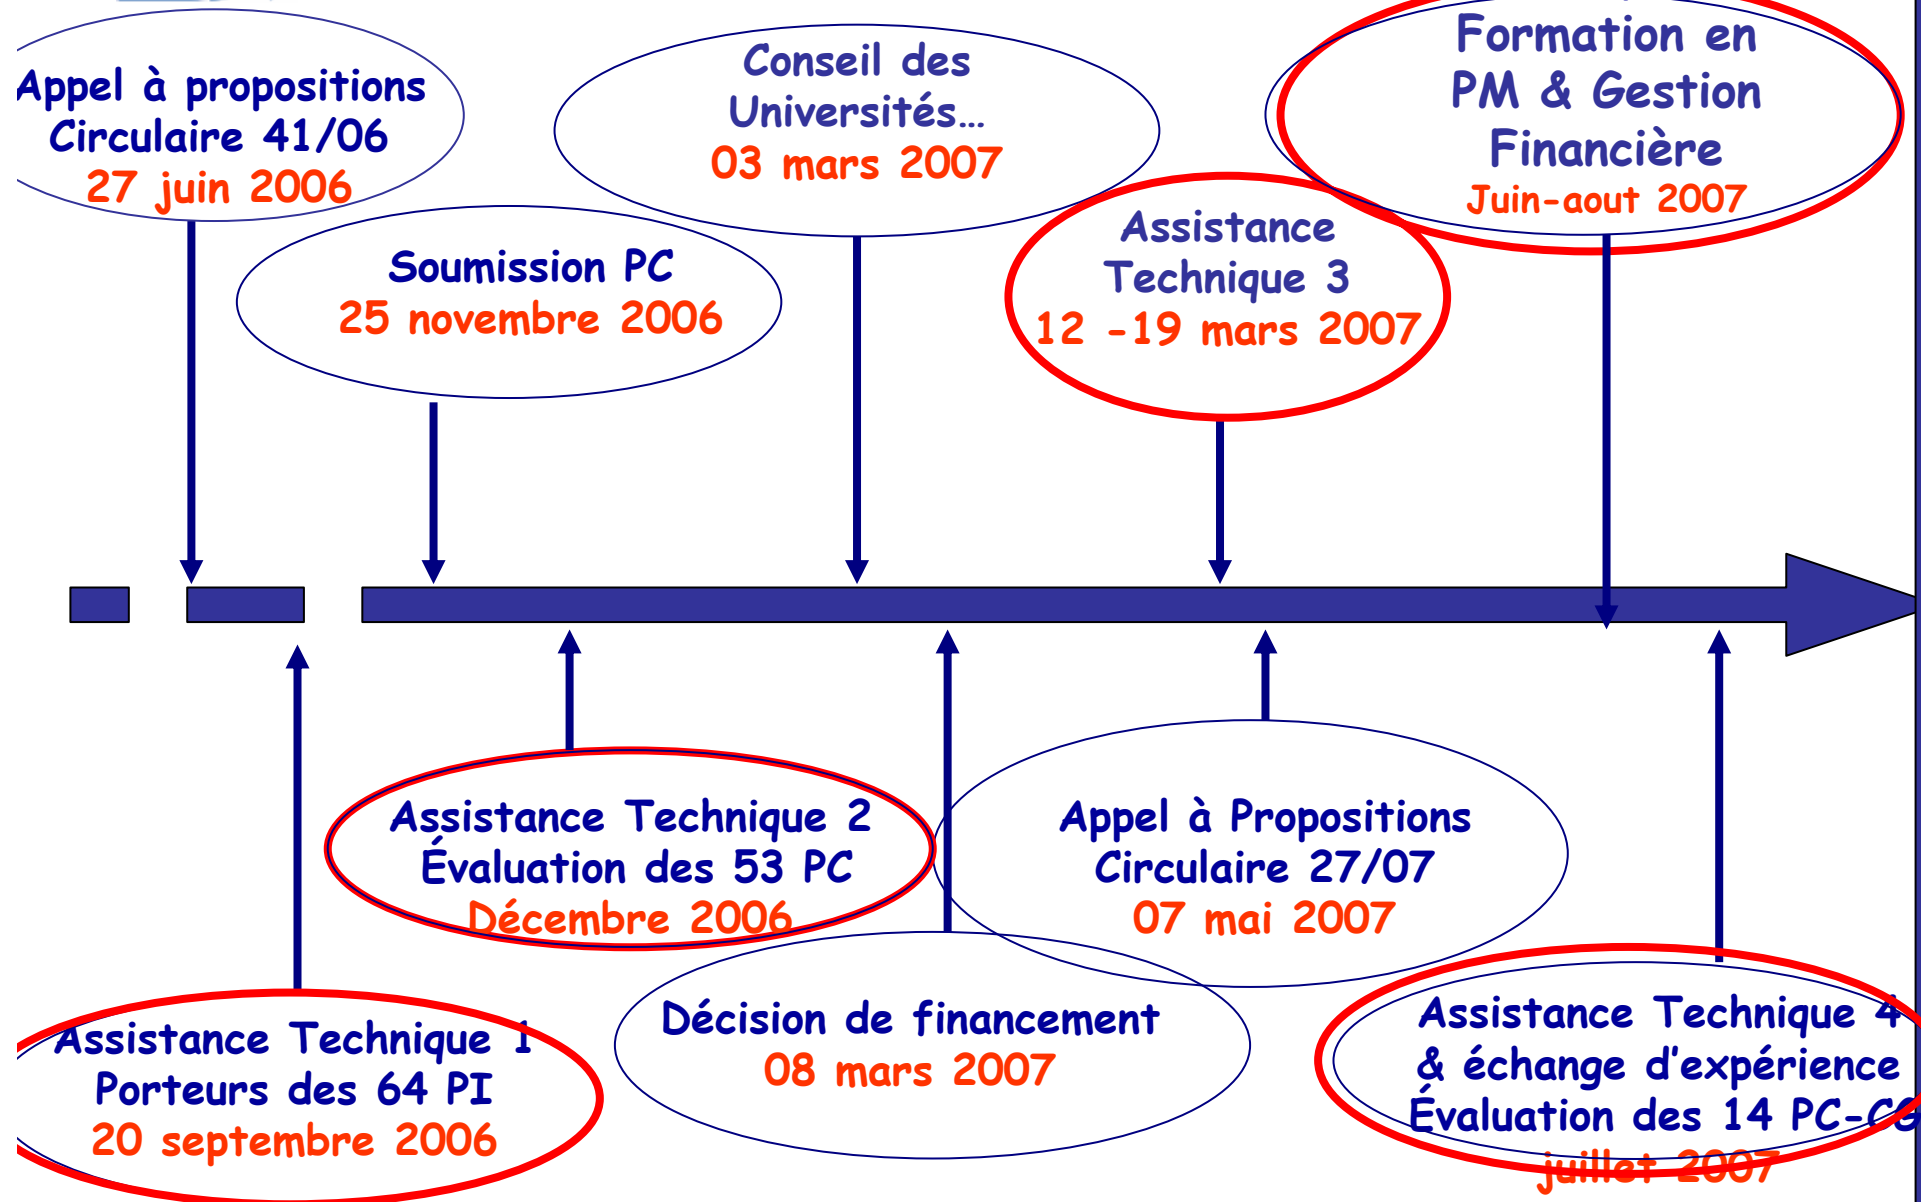 Appel à propositions
Circulaire 41/06
27 juin 2006
Soumission PC
25 novembre 2006
Conseil des
Universités…
03 mars 2007
Assistance
Technique 3
12 -19 mars 2007
Formation en
PM & Gestion
Financière
Juin-aout 2007
Assistance Technique 1
Porteurs des 64 PI
20 septembre 2006
Assistance Technique 2
Évaluation des 53 PC
Décembre 2006
Décision de financement
08 mars 2007
Appel à Propositions
Circulaire 27/07
07 mai 2007
Assistance Technique 4
& échange d’expérience
Évaluation des 14 PC-CG
juillet 2007